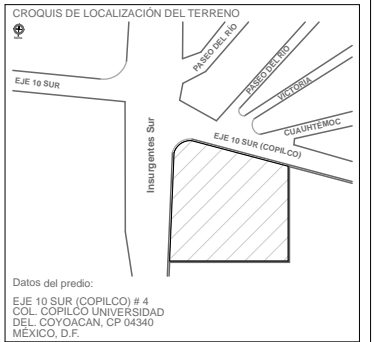 CROQUIS DE LOCALIZACIÓN DEL TERRENO
PASEO DEL RÍO
PASEO DEL RÍO
EJE 10 SUR
VICTORIA
CUAUHTÉMOC
EJE 10 SUR (COPILCO)
Insurgentes Sur
Datos del predio:
EJE 10 SUR (COPILCO) # 4
COL. COPILCO UNIVERSIDAD
DEL. COYOACAN, CP 04340
MÉXICO, D.F.